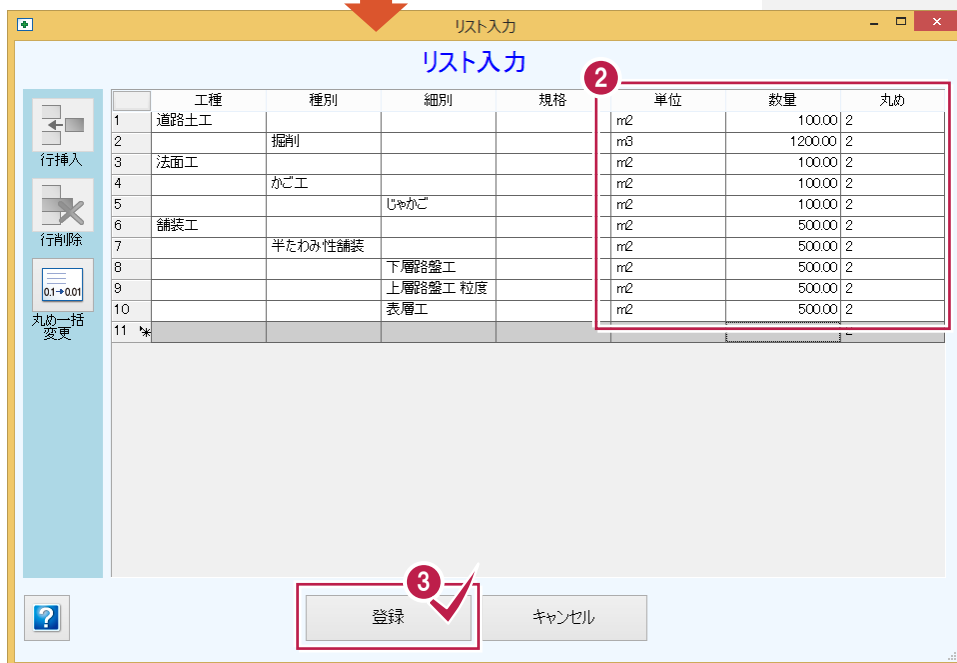 リスト入力
リスト入力
2
工種 種別 細別 規格 単位 数量 丸め
1 道路土工 m2 100.00 2
2 掘削 m3 1200.00 2
3 法面工 m2 100.00 2
4 かご工 m2 100.00 2
5 じゃかご m2 100.00 2
6 舗装工 m2 500.00 2
7 半たわみ性舗装 m2 500.00 2
8 下層路盤工 m2 500.00 2
9 上層路盤工 粒度 m2 500.00 2
10 表層工 m2 500.00 2
11 *
行挿入
行削除
0.1→0.01
丸め一括
変更
3
?
登録 キャンセル